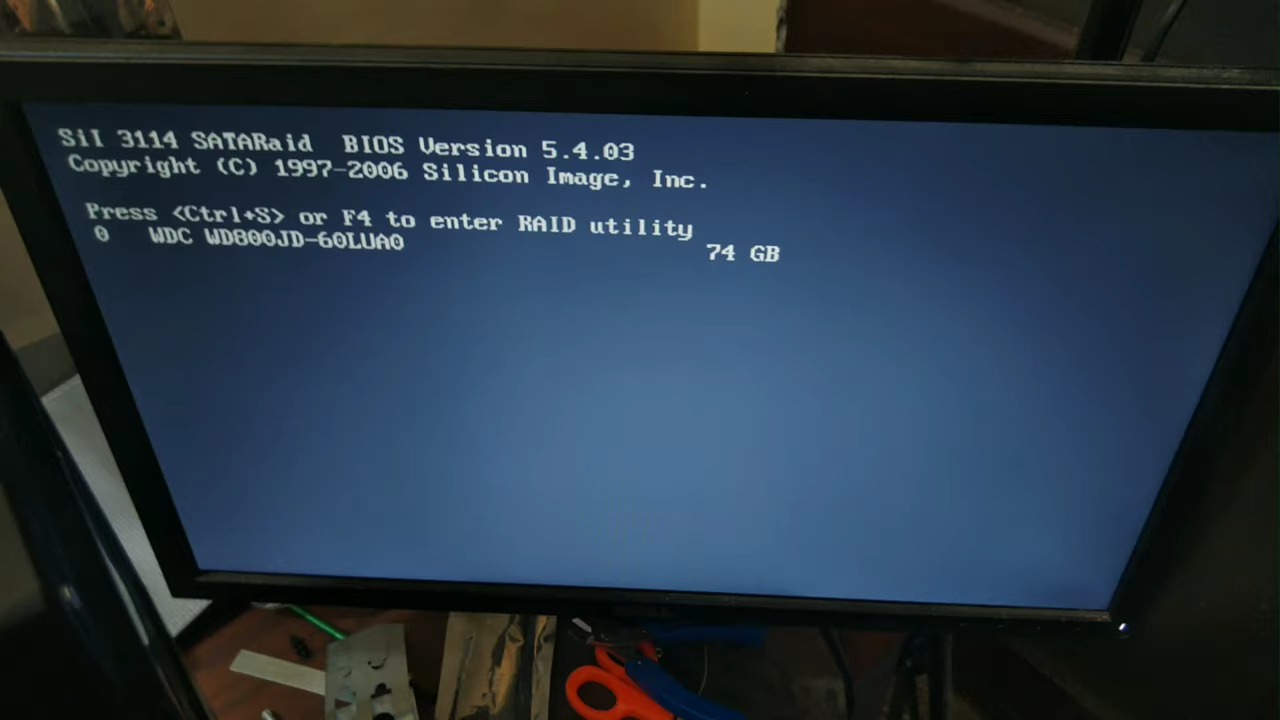 SiI 3114 SATARaid BIOS Version 5.4.03
Copyright (C) 1997-2006 Silicon Image, Inc.
Press <Ctrl+S> or F4 to enter RAID utility
0 WDC WD800JD-60LUA0 74 GB